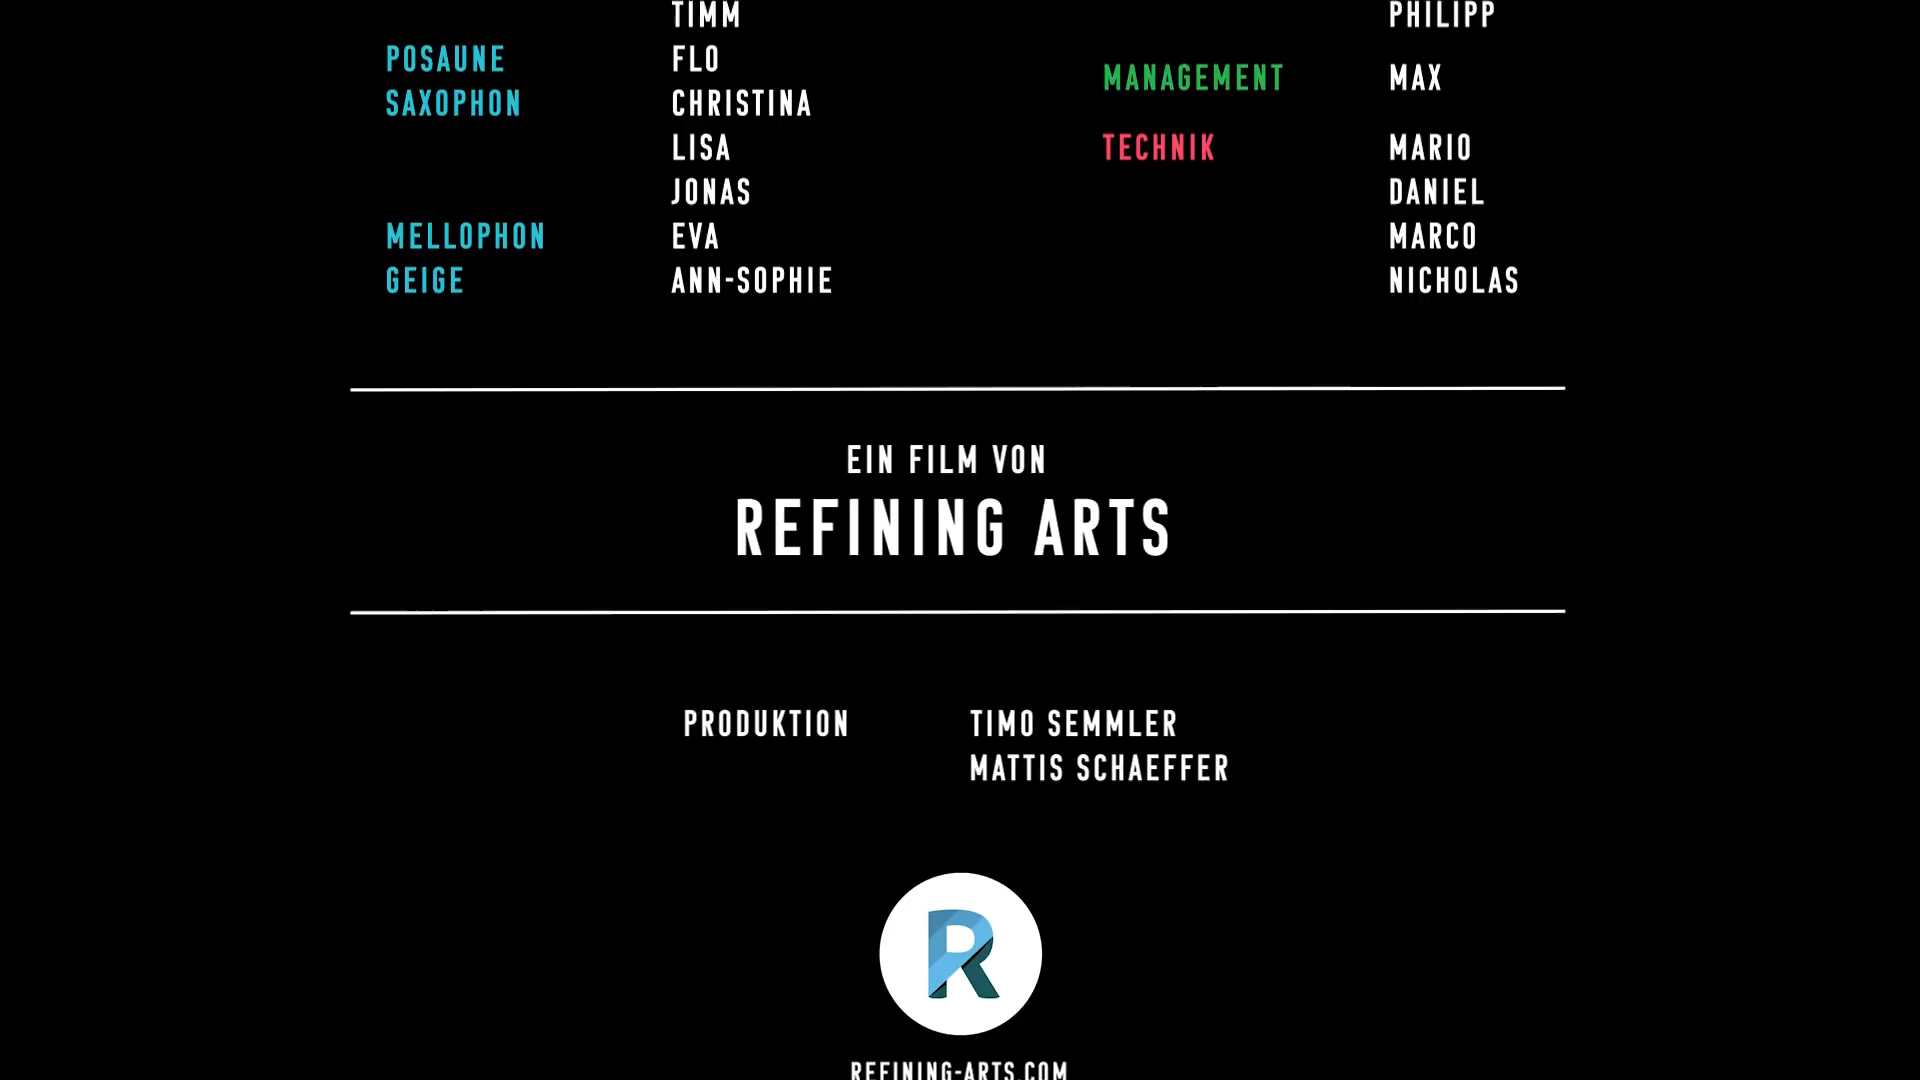 TIMM
POSAUNE FLO
SAXOPHON CHRISTINA
LISA
JONAS
MELLOPHON EVA
GEIGE ANN-SOPHIE
PHILIPP
MANAGEMENT MAX
TECHNIK MARIO
DANIEL
MARCO
NICHOLAS
EIN FILM VON
REFINING ARTS
PRODUKTION TIMO SEMMLER
MATTIS SCHAEFFER
R
REFINING-ARTS.COM